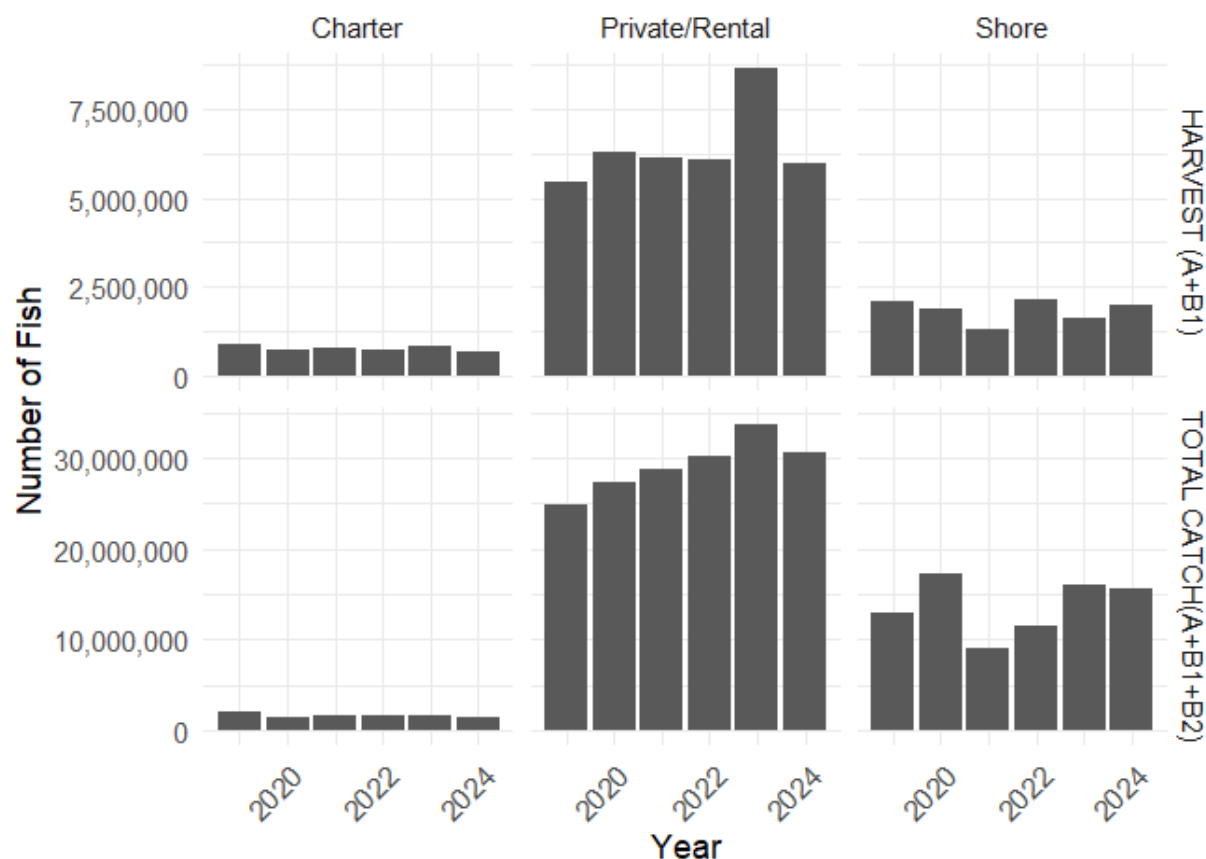 Charter
Private/Rental
Shore
7,500,000
5,000,000
2,500,000
0
HARVEST (A+B1)
Number of Fish
30,000,000
20,000,000
10,000,000
0
TOTAL CATCH(A+B1+B2)
2020
2022
2024
2020
2022
2024
2020
2022
2024
Year